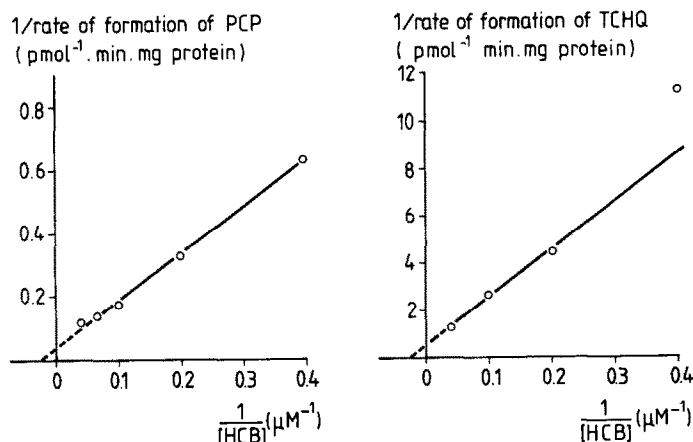 1/rate of formation of PCP
(pmol⁻¹. min. mg protein)
0.8
0.6
0.4
0.2
0 0.1 0.2 0.3 0.4
1/[HCB] (μM⁻¹)
1/rate of formation of TCHQ
(pmol⁻¹ min. mg protein)
12
10
8
6
4
2
0 0.1 0.2 0.3 0.4
1/[HCB] (μM⁻¹)